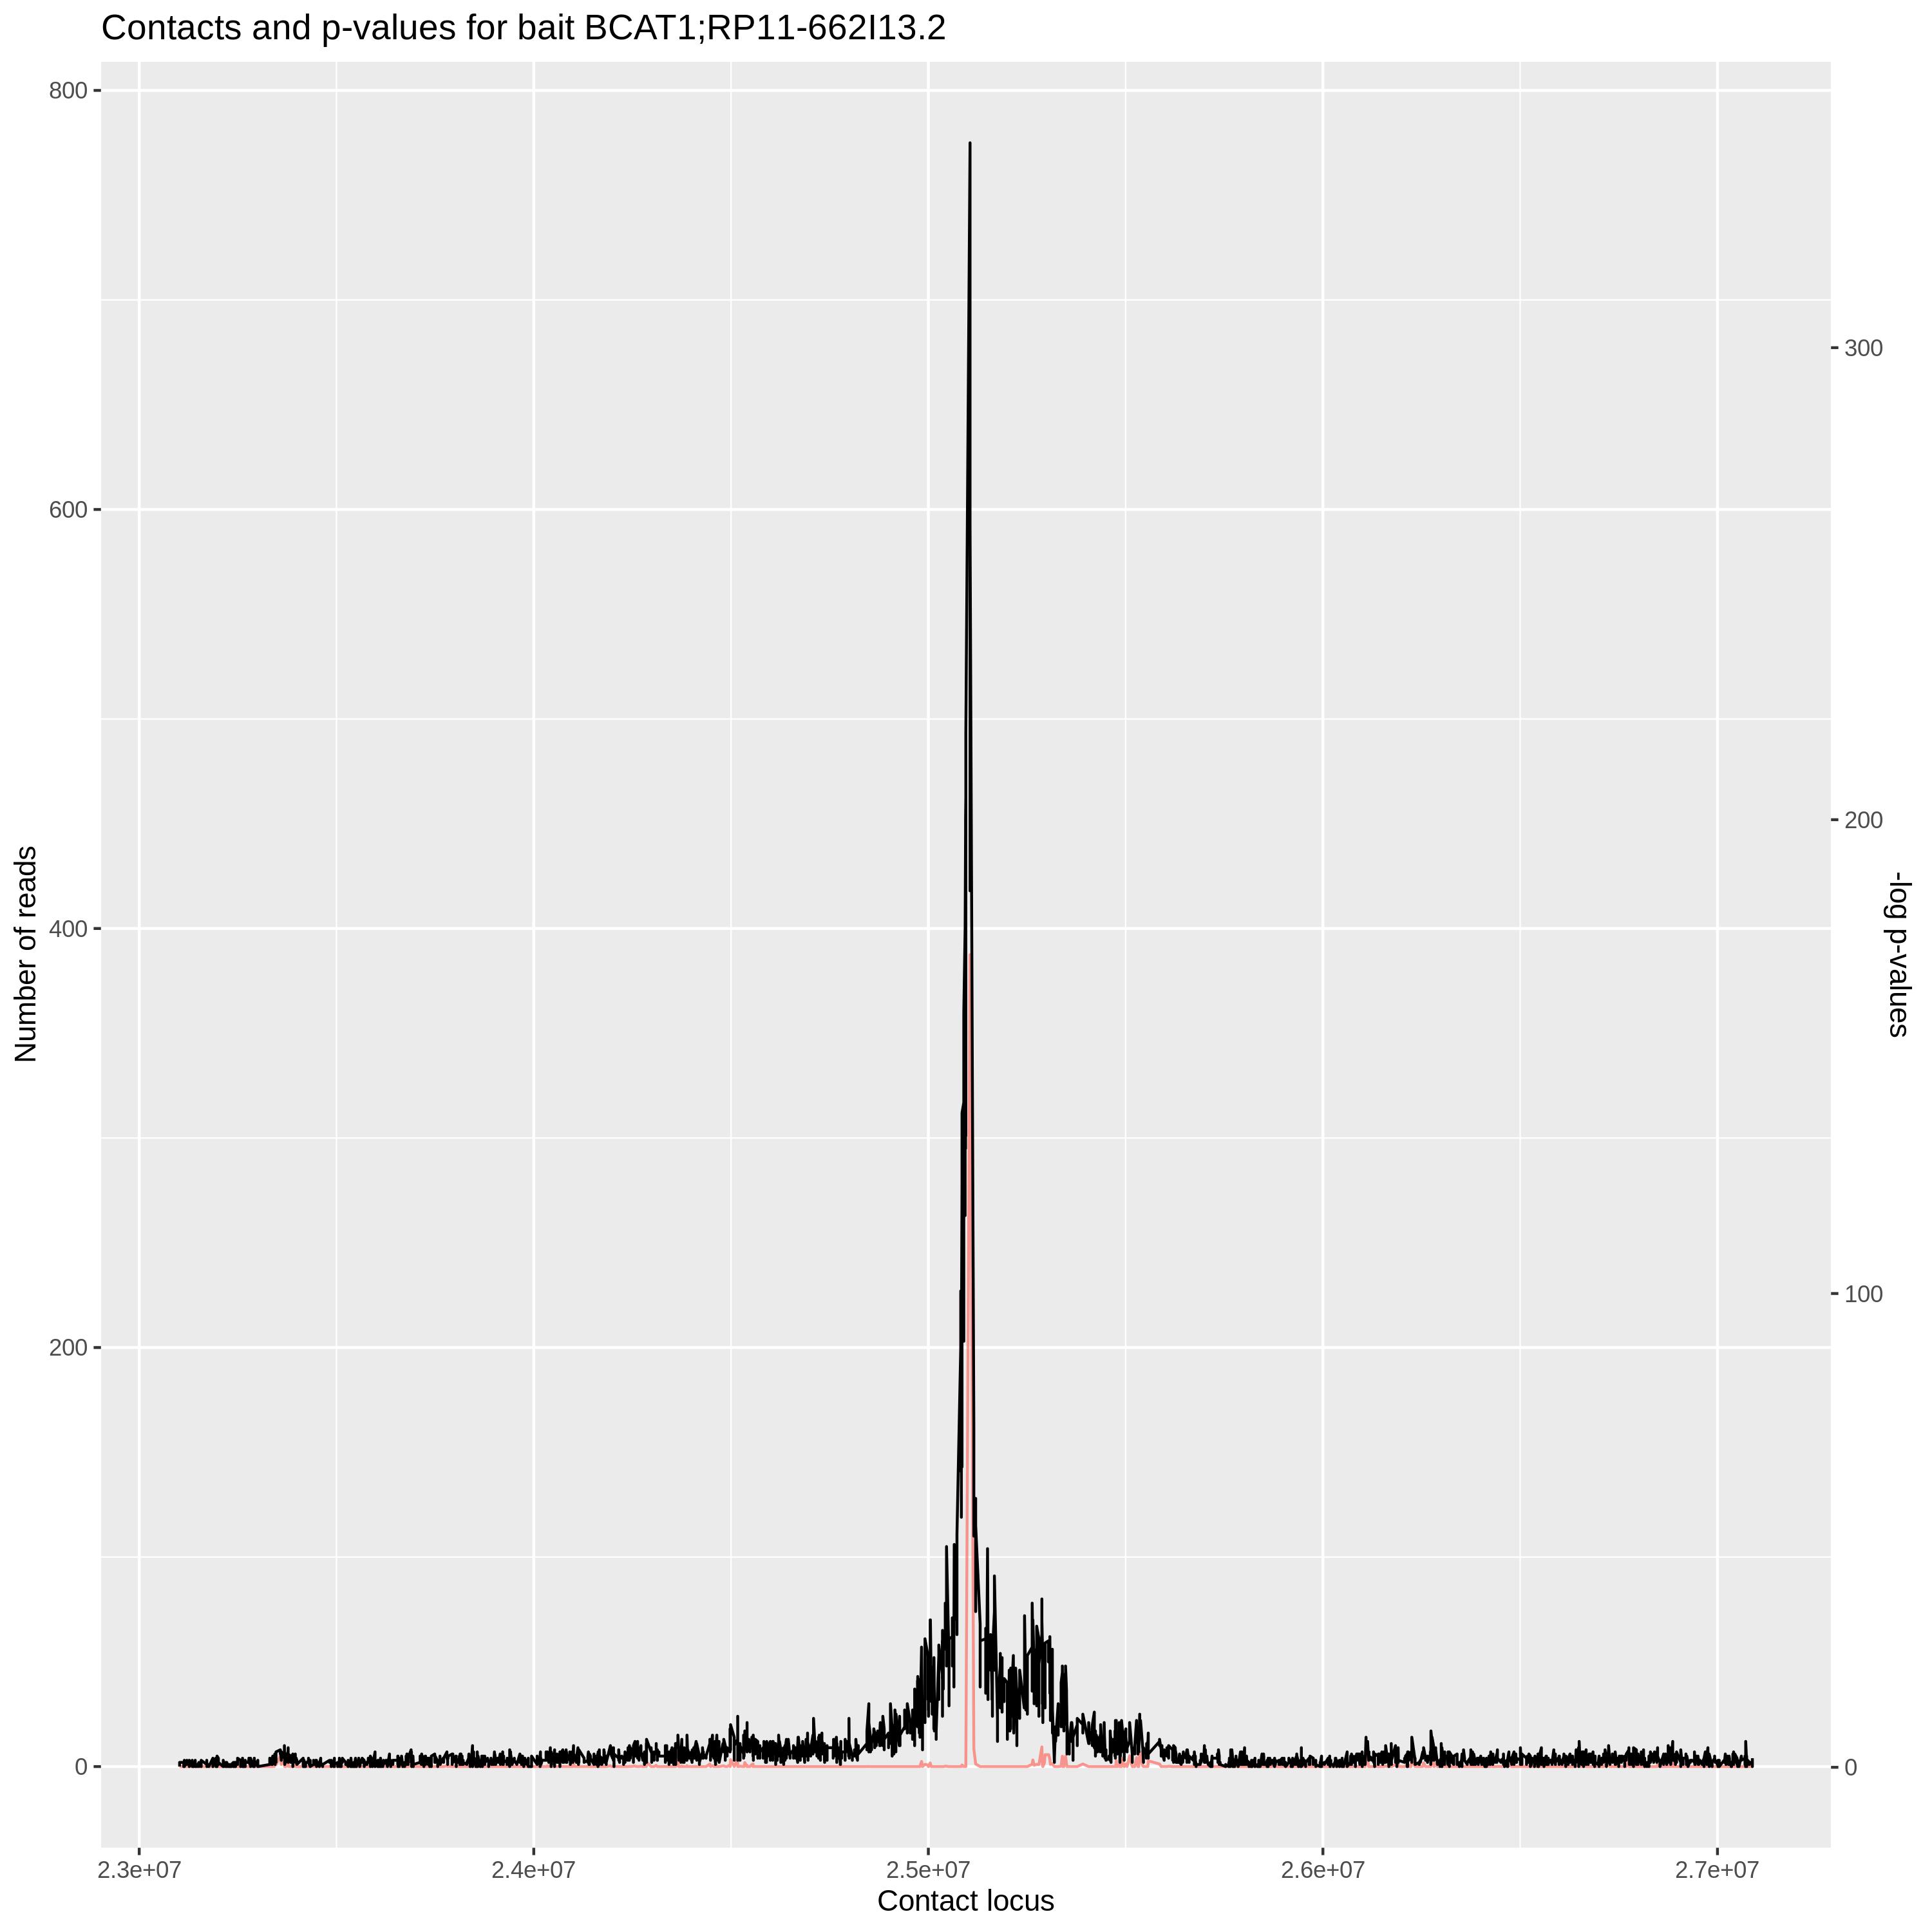 Contacts and p-values for bait BCAT1;RP11-662I13.2
800
600
400
200
0
Number of reads
300
200
100
0
-log p-values
2.3e+07
2.4e+07
2.5e+07
2.6e+07
2.7e+07
Contact locus